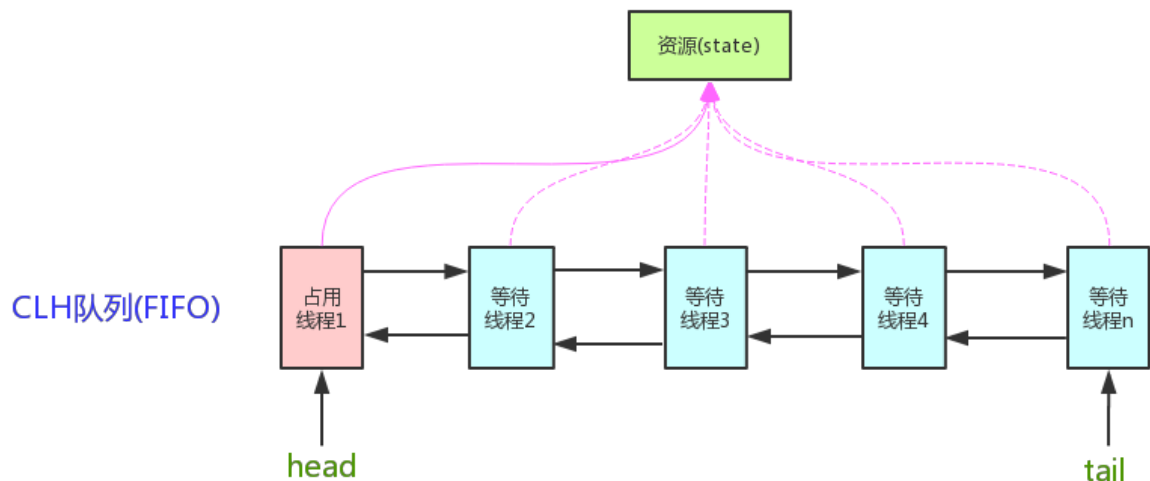 资源(state)
CLH队列(FIFO)
占用
线程1
等待
线程2
等待
线程3
等待
线程4
等待
线程n
head
tail